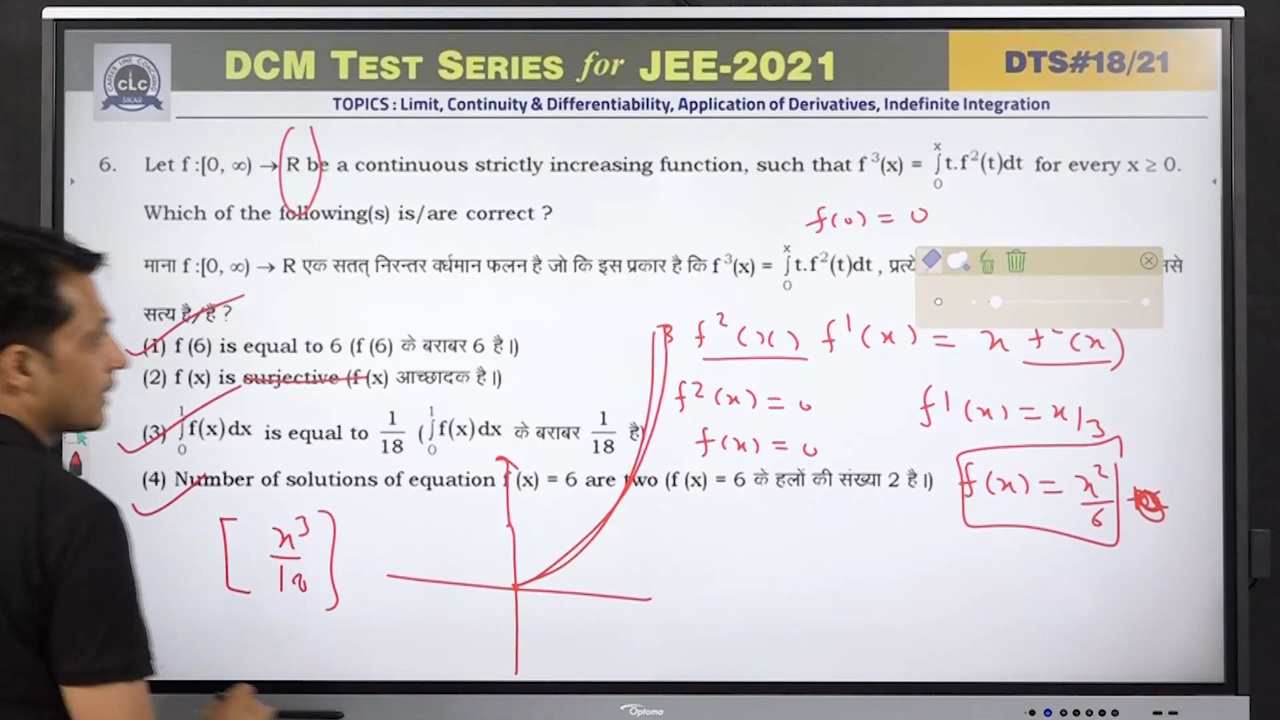 CLC
SIKAR
DCM TEST SERIES for JEE-2021
DTS#18/21
TOPICS : Limit, Continuity & Differentiability, Application of Derivatives, Indefinite Integration
6. Let f :[0, ∞) → R be a continuous strictly increasing function, such that f ³(x) = ∫₀ˣ t.f²(t)dt for every x ≥ 0.
Which of the following(s) is/are correct ?
f(0) = 0
माना f :[0, ∞) → R एक सतत् निरन्तर वर्धमान फलन है जो कि इस प्रकार है कि f ³(x) = ∫₀ˣ t.f²(t)dt ,
सत्य है/हैं ?
(1) f (6) is equal to 6 (f (6) के बराबर 6 है।)
(2) f (x) is surjective (f (x) आच्छादक है।)
(3) ∫₀¹ f(x)dx is equal to 1/18 (∫₀¹ f(x)dx के बराबर 1/18 है)
(4) Number of solutions of equation f (x) = 6 are two (f (x) = 6 के हलों की संख्या 2 है।)
f²(x) f'(x) = x f²(x)
f²(x) = 0
f(x) = 0
f'(x) = x/3
f(x) = x²/6
[x³/18]
Optoma